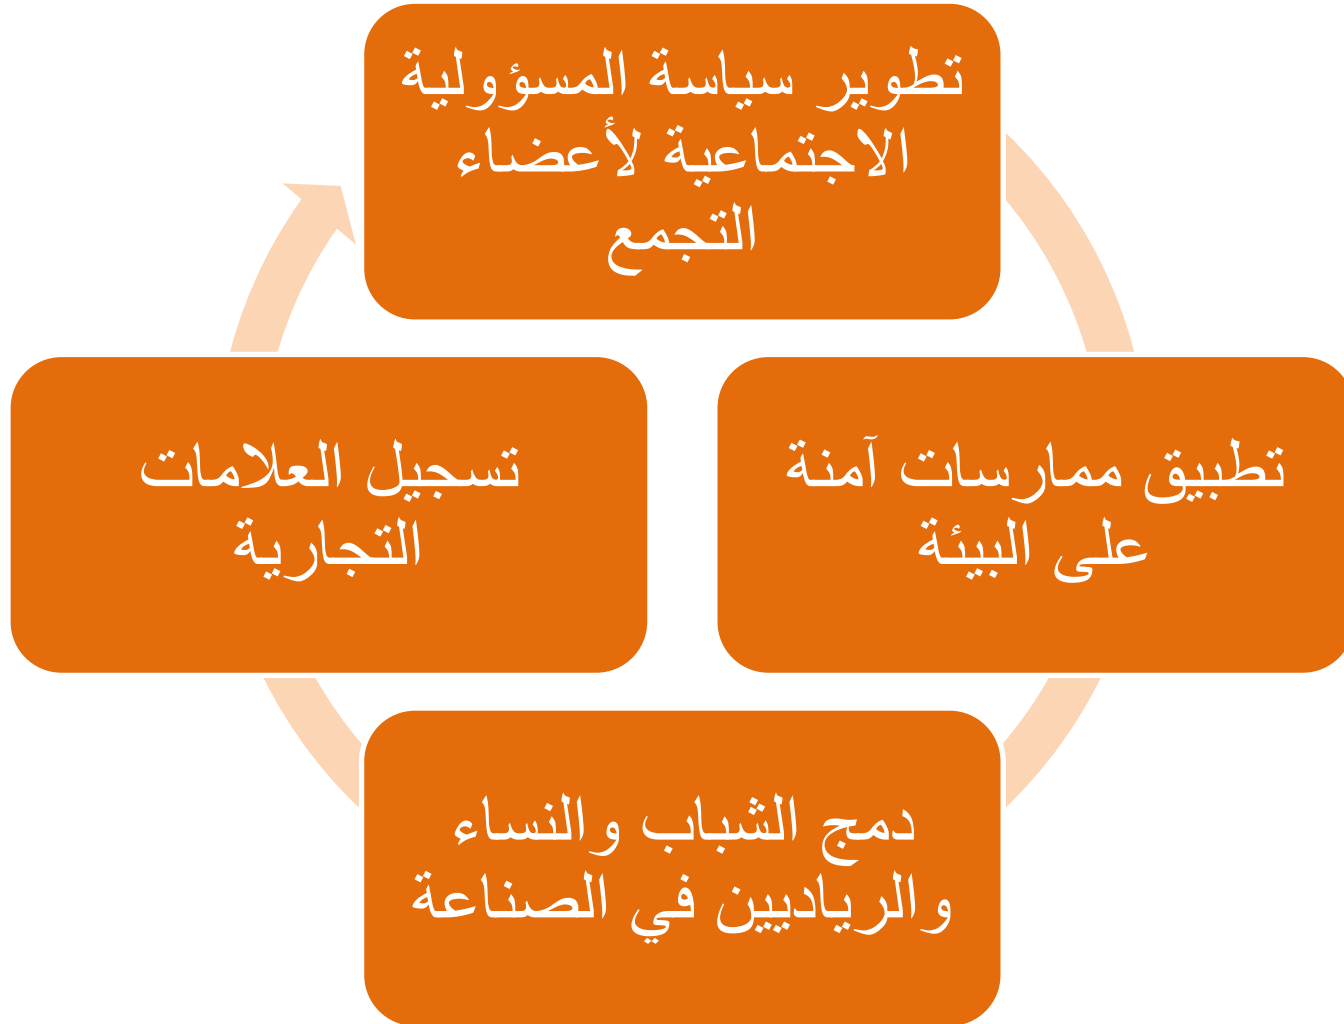 تطوير سياسة المسؤولية
الاجتماعية لأعضاء
التجمع
تطبيق ممارسات آمنة
على البيئة
دمج الشباب والنساء
والرياديين في الصناعة
تسجيل العلامات
التجارية